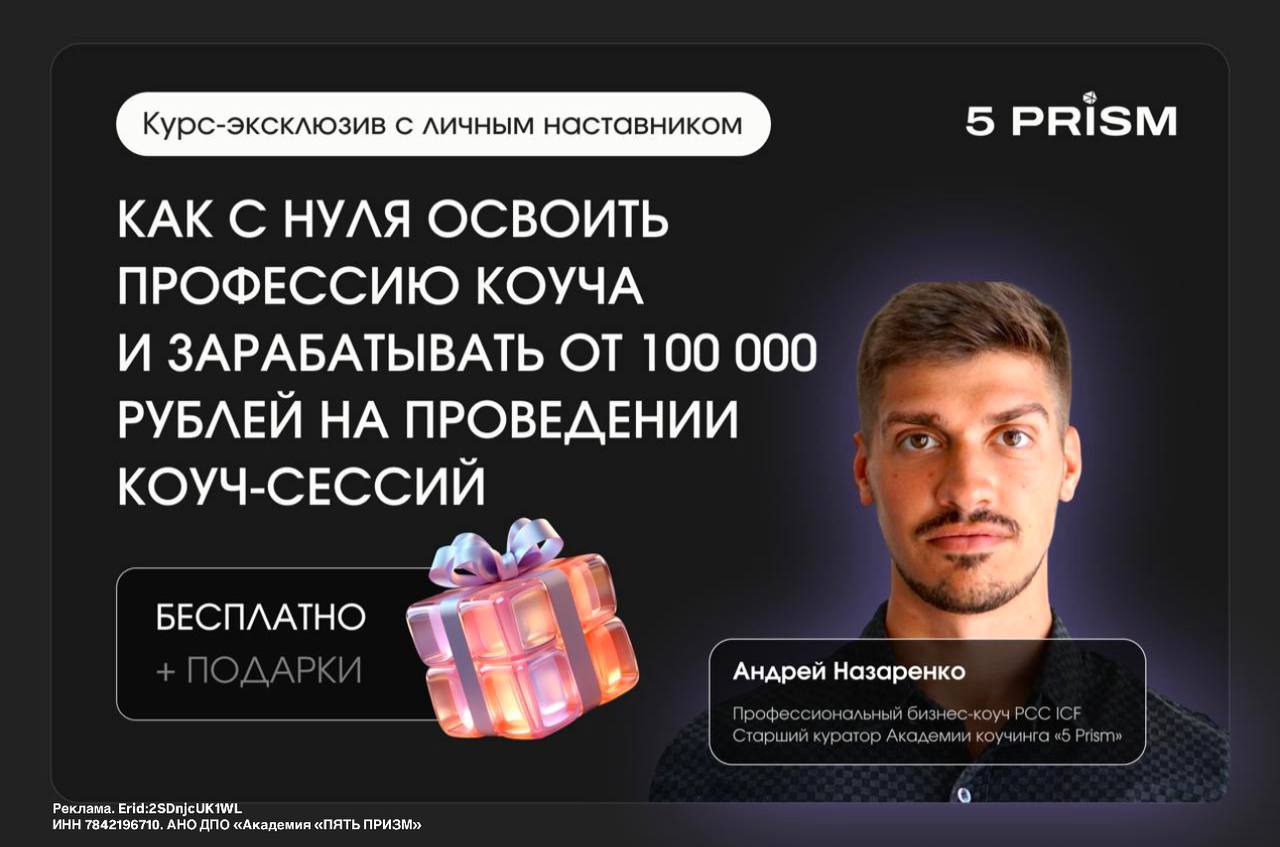 Курс-эксклюзив с личным наставником
5 PRISM
КАК С НУЛЯ ОСВОИТЬ
ПРОФЕССИЮ КОУЧА
И ЗАРАБАТЫВАТЬ ОТ 100 000
РУБЛЕЙ НА ПРОВЕДЕНИИ
КОУЧ-СЕССИЙ
БЕСПЛАТНО
+ ПОДАРКИ
Андрей Назаренко
Профессиональный бизнес-коуч PCC ICF
Старший куратор Академии коучинга «5 Prism»
Реклама. Erid:2SDnjcUK1WL
ИНН 7842196710. АНО ДПО «Академия «ПЯТЬ ПРИЗМ»